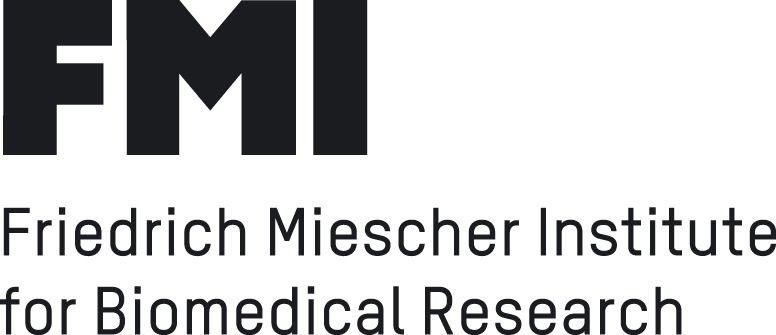 FMI
Friedrich Miescher Institute
for Biomedical Research